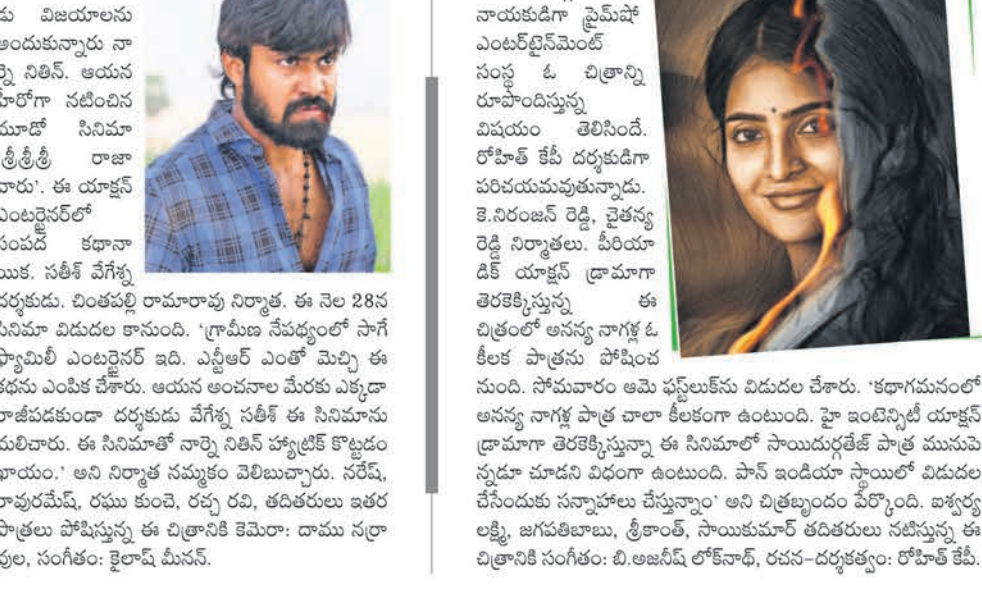 డు విజయాలను
అందుకున్నారు నా
ర్నె నితిన్. ఆయన
హీరోగా నటించిన
మూడో సినిమా
శ్రీశ్రీశ్రీ రాజా
వారు'. ఈ యాక్షన్
ఎంటర్టైనర్‌లో
సంపద కథానా
యిక. సతీశ్ వేగేశ్న
దర్శకుడు. చింతపల్లి రామారావు నిర్మాత. ఈ నెల 28న
సినిమా విడుదల కానుంది. 'గ్రామీణ నేపథ్యంలో సాగే
ఫ్యామిలీ ఎంటర్టైనర్ ఇది. ఎన్టీఆర్ ఎంతో మెచ్చి ఈ
కథను ఎంపిక చేశారు. ఆయన అంచనాల మేరకు ఎక్కడా
రాజీపడకుండా దర్శకుడు వేగేశ్న సతీశ్ ఈ సినిమాను
మలిచారు. ఈ సినిమాతో నార్నె నితిన్ హ్యాట్రిక్ కొట్టడం
ఖాయం.' అని నిర్మాత నమ్మకం వెలిబుచ్చారు. నరేష్,
రావురమేష్, రఘు కుంచె, రచ్చ రవి, తదితరులు ఇతర
పాత్రలు పోషిస్తున్న ఈ చిత్రానికి కెమెరా: దాము నర్రా
వుల, సంగీతం: కైలాష్ మీనన్.
నాయకుడిగా ప్రైమ్‌షో
ఎంటర్‌టైన్‌మెంట్
సంస్థ ఓ చిత్రాన్ని
రూపొందిస్తున్న
విషయం తెలిసిందే.
రోహిత్ కేపీ దర్శకుడిగా
పరిచయమవుతున్నాడు.
కె.నిరంజన్ రెడ్డి, చైతన్య
రెడ్డి నిర్మాతలు. పీరియా
డిక్ యాక్షన్ డ్రామాగా
తెరకెక్కిస్తున్న ఈ
చిత్రంలో అనన్య నాగళ్ల ఓ
కీలక పాత్రను పోషించ
నుంది. సోమవారం ఆమె ఫస్ట్‌లుక్‌ను విడుదల చేశారు. 'కథాగమనంలో
అనన్య నాగళ్ల పాత్ర చాలా కీలకంగా ఉంటుంది. హై ఇంటెన్సిటీ యాక్షన్
డ్రామాగా తెరకెక్కిస్తున్నా ఈ సినిమాలో సాయిదుర్గతేజ్ పాత్ర మునుపె
న్నడూ చూడని విధంగా ఉంటుంది. పాన్ ఇండియా స్థాయిలో విడుదల
చేసేందుకు సన్నాహాలు చేస్తున్నాం' అని చిత్రబృందం పేర్కొంది. ఐశ్వర్య
లక్ష్మి, జగపతిబాబు, శ్రీకాంత్, సాయికుమార్ తదితరులు నటిస్తున్న ఈ
చిత్రానికి సంగీతం: బి.అజనీష్ లోక్‌నాథ్, రచన-దర్శకత్వం: రోహిత్ కేపీ.